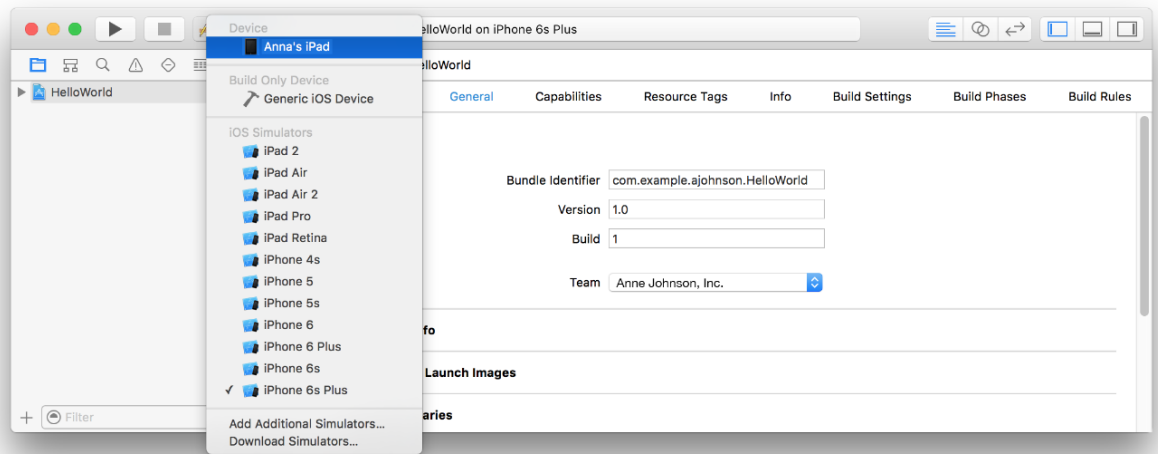 Device
elloWorld on iPhone 6s Plus
Anna's iPad
elloWorld
Build Only Device
Generic iOS Device
HelloWorld
General Capabilities Resource Tags Info Build Settings Build Phases Build Rules
iOS Simulators
iPad 2
iPad Air
iPad Air 2
iPad Pro
iPad Retina
iPhone 4s
iPhone 5
iPhone 5s
iPhone 6
iPhone 6 Plus
iPhone 6s
iPhone 6s Plus
Add Additional Simulators...
Download Simulators...
Bundle Identifier com.example.ajohnson.HelloWorld
Version 1.0
Build 1
Team Anne Johnson, Inc.
fo
Launch Images
aries
Filter